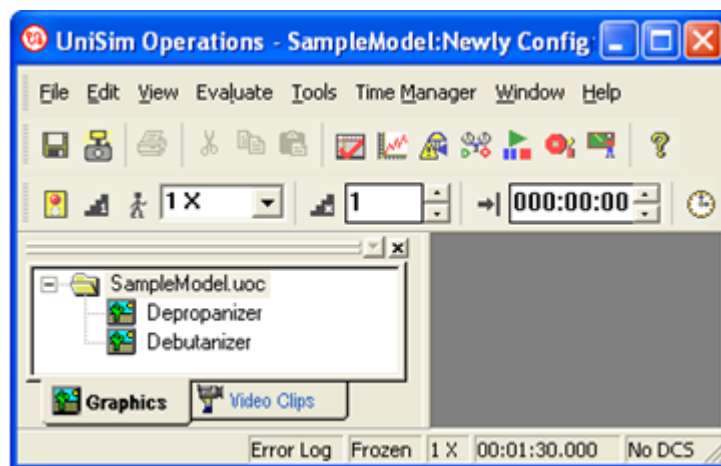 UniSim Operations - SampleModel:Newly Config
File Edit View Evaluate Tools Time Manager Window Help
1 X 1 000:00:00
SampleModel.uoc
Depropanizer
Debutanizer
Graphics Video Clips
Error Log Frozen 1 X 00:01:30.000 No DCS